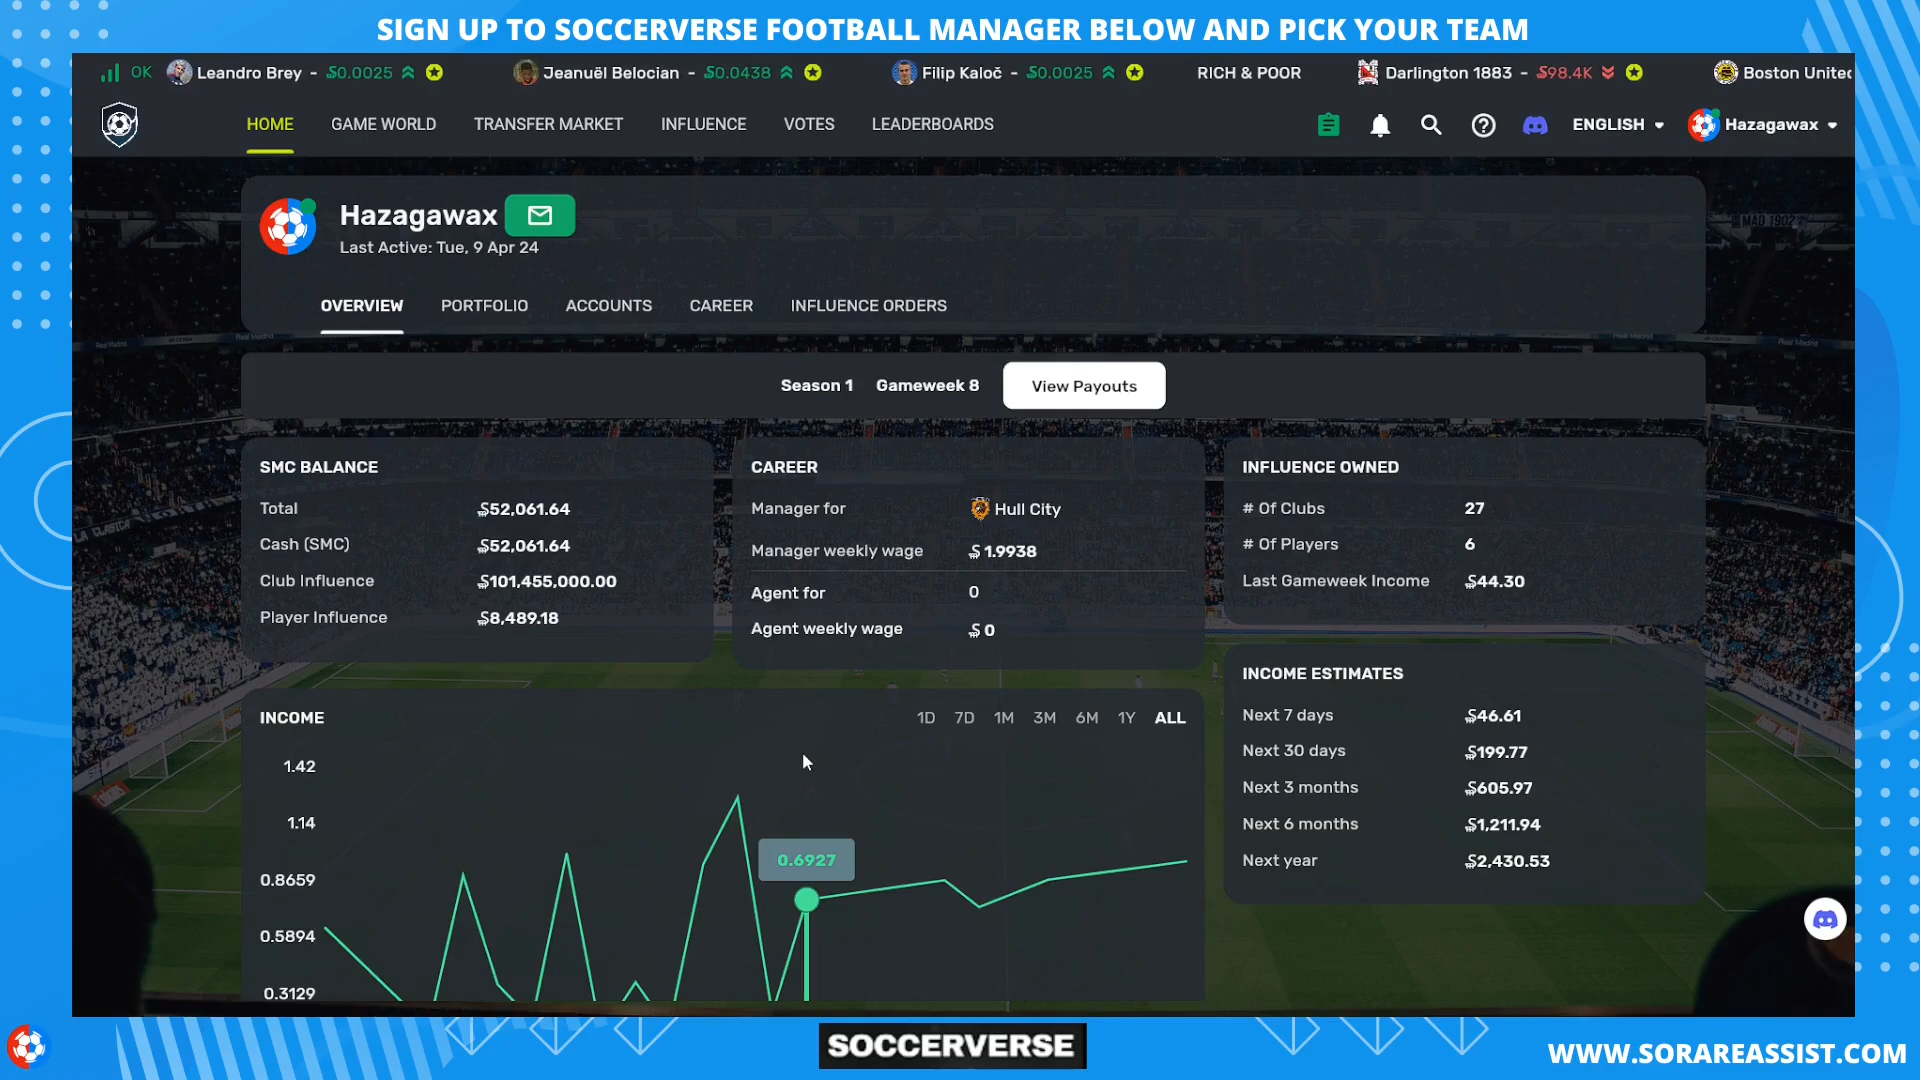 SIGN UP TO SOCCERVERSE FOOTBALL MANAGER BELOW AND PICK YOUR TEAM
OK Leandro Brey - $0.0025 Jeanuël Belocian - $0.0438 Filip Kaloč - $0.0025 RICH & POOR Darlington 1883 - $98.4K Boston United
HOME GAME WORLD TRANSFER MARKET INFLUENCE VOTES LEADERBOARDS ENGLISH Hazagawax
Hazagawax
Last Active: Tue, 9 Apr 24
OVERVIEW PORTFOLIO ACCOUNTS CAREER INFLUENCE ORDERS
Season 1 Gameweek 8 View Payouts
SMC BALANCE
Total $52,061.64
Cash (SMC) $52,061.64
Club Influence $101,455,000.00
Player Influence $8,489.18
CAREER
Manager for Hull City
Manager weekly wage $ 1.9938
Agent for 0
Agent weekly wage $ 0
INFLUENCE OWNED
# Of Clubs 27
# Of Players 6
Last Gameweek Income $44.30
INCOME ESTIMATES
Next 7 days $46.61
Next 30 days $199.77
Next 3 months $605.97
Next 6 months $1,211.94
Next year $2,430.53
INCOME 1D 7D 1M 3M 6M 1Y ALL
1.42
1.14
0.8659
0.5894
0.3129
0.6927
SOCCERVERSE
WWW.SORAREASSIST.COM